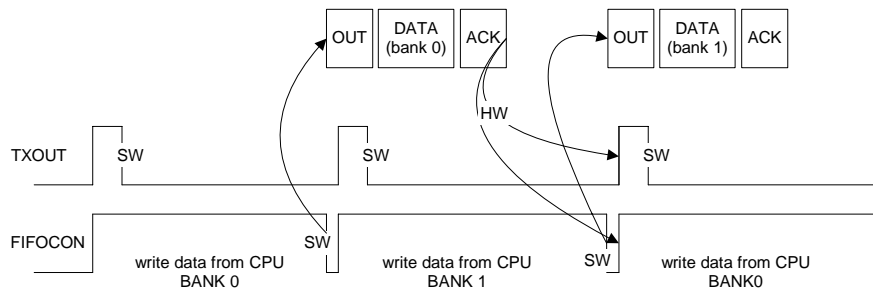 OUT DATA (bank 0) ACK OUT DATA (bank 1) ACK
HW
TXOUT SW SW SW
FIFOCON SW SW
write data from CPU BANK 0
write data from CPU BANK 1
write data from CPU BANK0